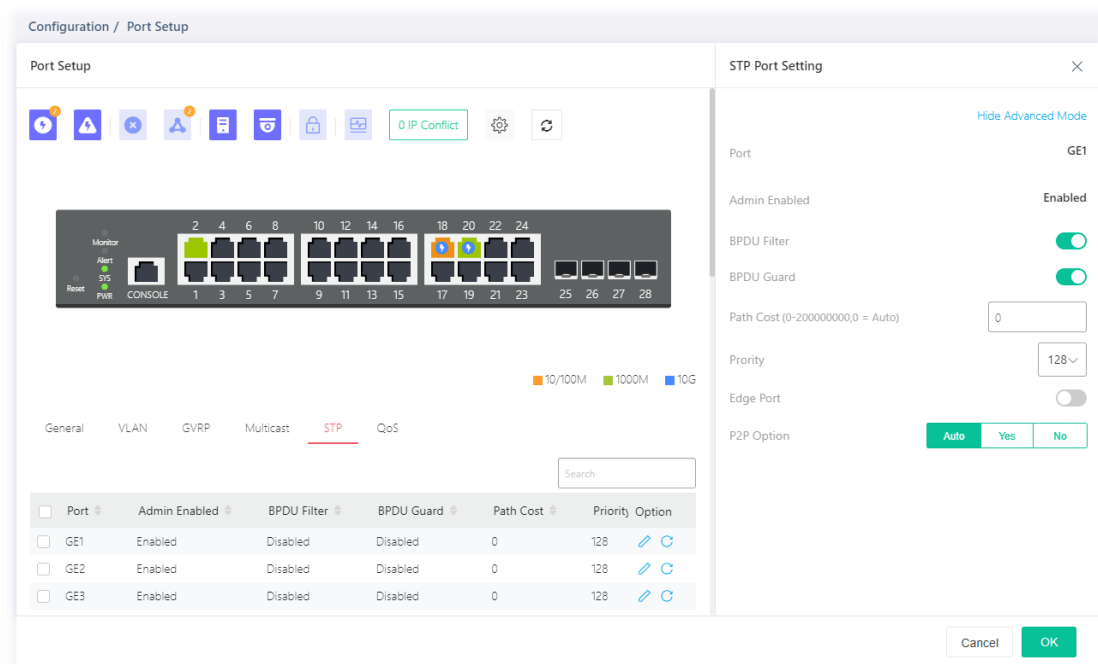 Configuration / Port Setup
Port Setup
2
2
0 IP Conflict
2 4 6 8 10 12 14 16 18 20 22 24
Monitor
Alert
SYS
Reset
PWR
CONSOLE
1 3 5 7 9 11 13 15 17 19 21 23 25 26 27 28
10/100M 1000M 10G
General VLAN GVRP Multicast STP QoS
Search
Port Admin Enabled BPDU Filter BPDU Guard Path Cost Priority Option
GE1 Enabled Disabled Disabled 0 128
GE2 Enabled Disabled Disabled 0 128
GE3 Enabled Disabled Disabled 0 128
STP Port Setting
Hide Advanced Mode
Port GE1
Admin Enabled Enabled
BPDU Filter
BPDU Guard
Path Cost (0-200000000,0 = Auto) 0
Prority 128
Edge Port
P2P Option Auto Yes No
Cancel OK